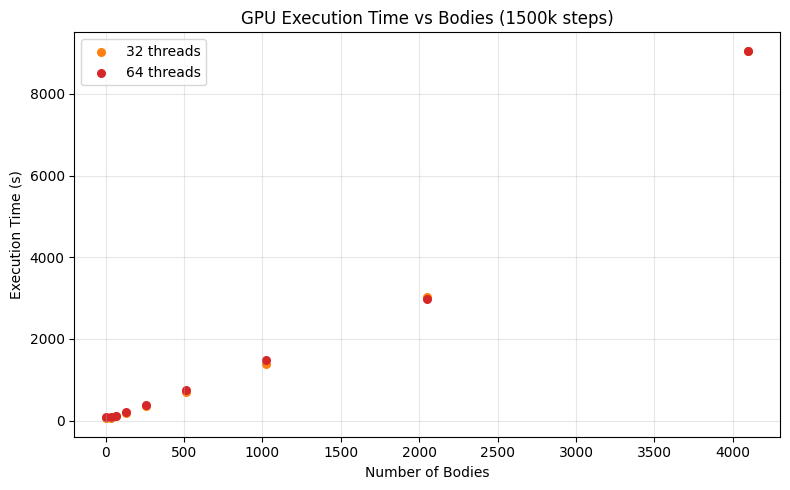 GPU Execution Time vs Bodies (1500k steps)
32 threads
64 threads
Execution Time (s)
8000
6000
4000
2000
0
0 500 1000 1500 2000 2500 3000 3500 4000
Number of Bodies